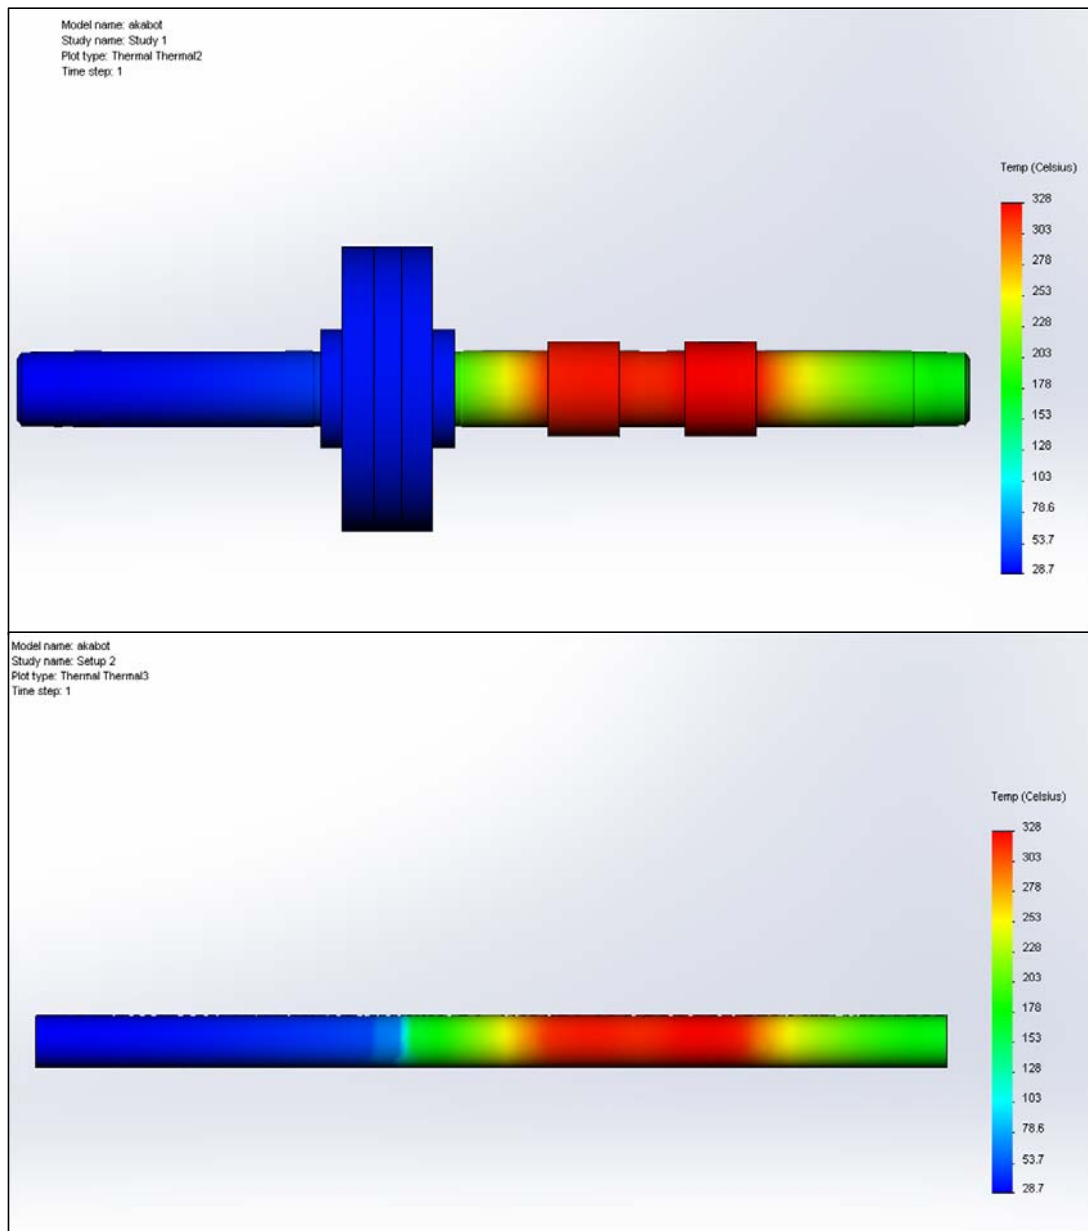 Model name: akabot
Study name: Study 1
Plot type: Thermal Thermal2
Time step: 1
Temp (Celsius)
328
303
278
253
228
203
178
153
128
103
78.6
53.7
28.7
Model name: akabot
Study name: Setup 2
Plot type: Thermal Thermal3
Time step: 1
Temp (Celsius)
328
303
278
253
228
203
178
153
128
103
78.6
53.7
28.7